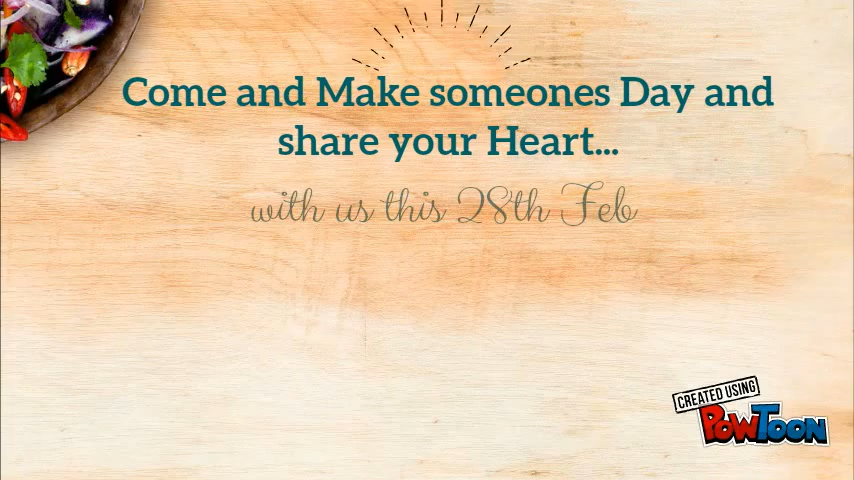 Come and Make someones Day and
share your Heart...
with us this 28th Feb
CREATED USING
PowToon